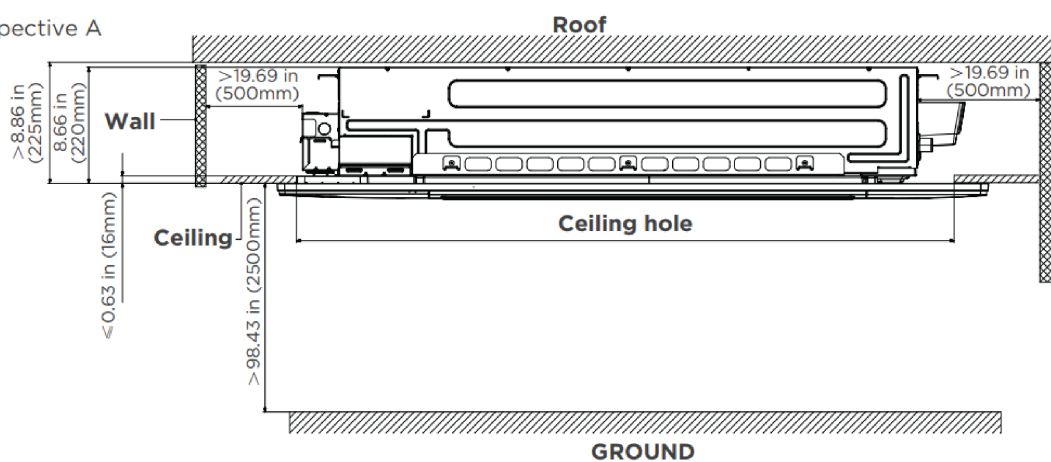 pective A
Roof
>19.69 in
(500mm)
>19.69 in
(500mm)
>8.86 in
(225mm)
8.66 in
(220mm)
Wall
Ceiling
Ceiling hole
⩽0.63 in (16mm)
>98.43 in (2500mm)
GROUND